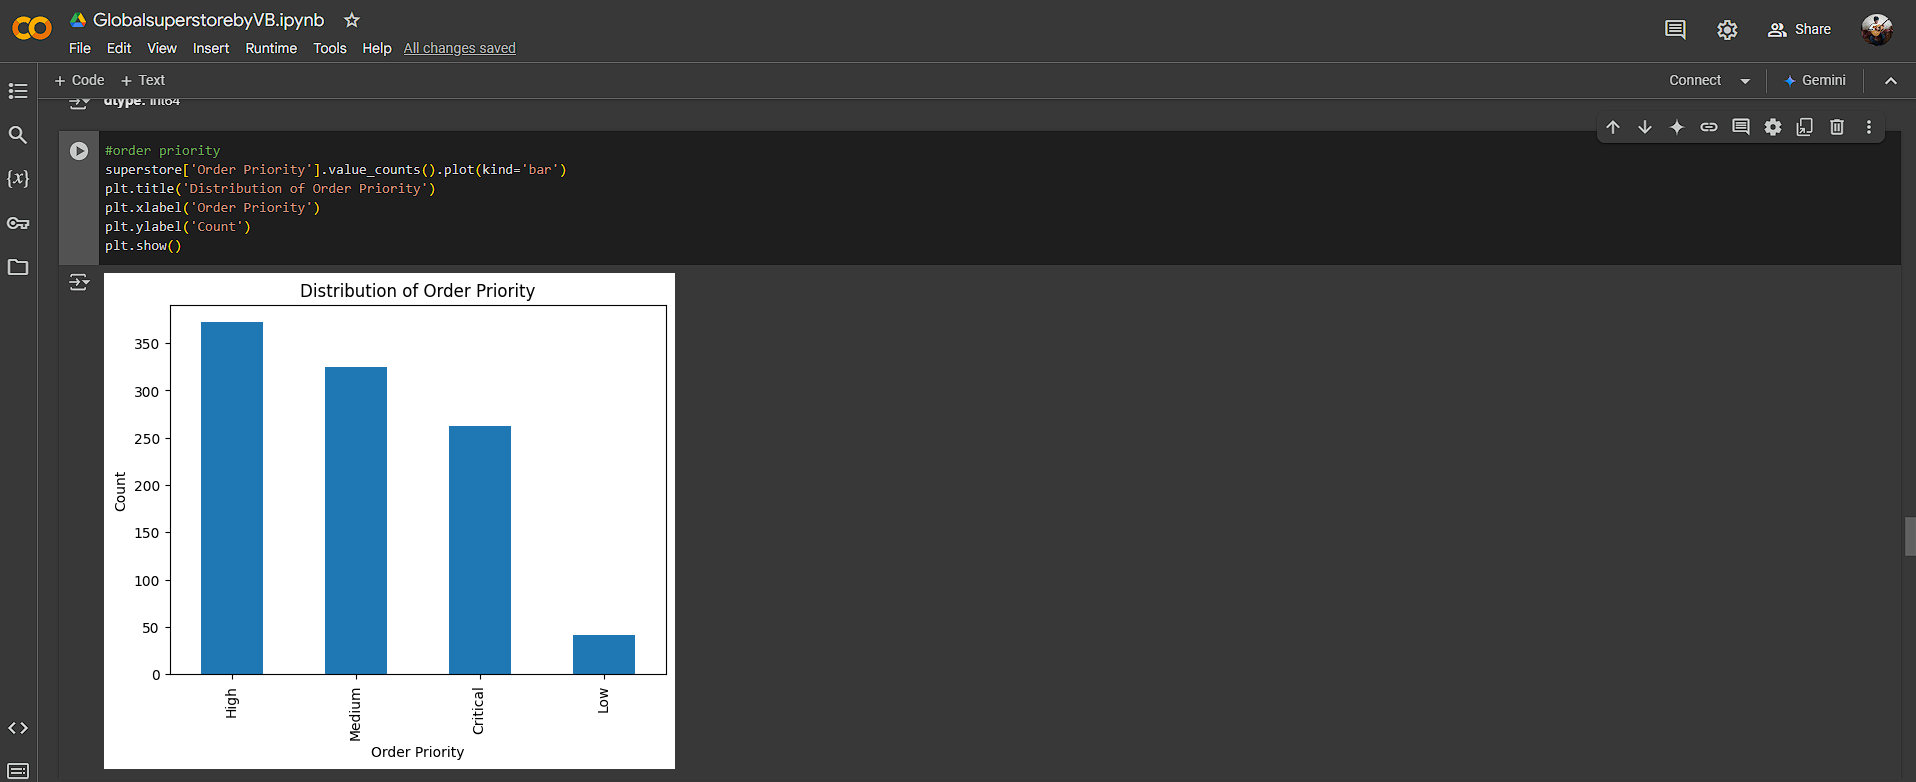 GlobalsuperstorebyVB.ipynb
File Edit View Insert Runtime Tools Help All changes saved
Share
+ Code + Text
Connect
Gemini
dtype: int64
#order priority
superstore['Order Priority'].value_counts().plot(kind='bar')
plt.title('Distribution of Order Priority')
plt.xlabel('Order Priority')
plt.ylabel('Count')
plt.show()
Distribution of Order Priority
350
300
250
200
150
100
50
0
Count
High
Medium
Critical
Low
Order Priority